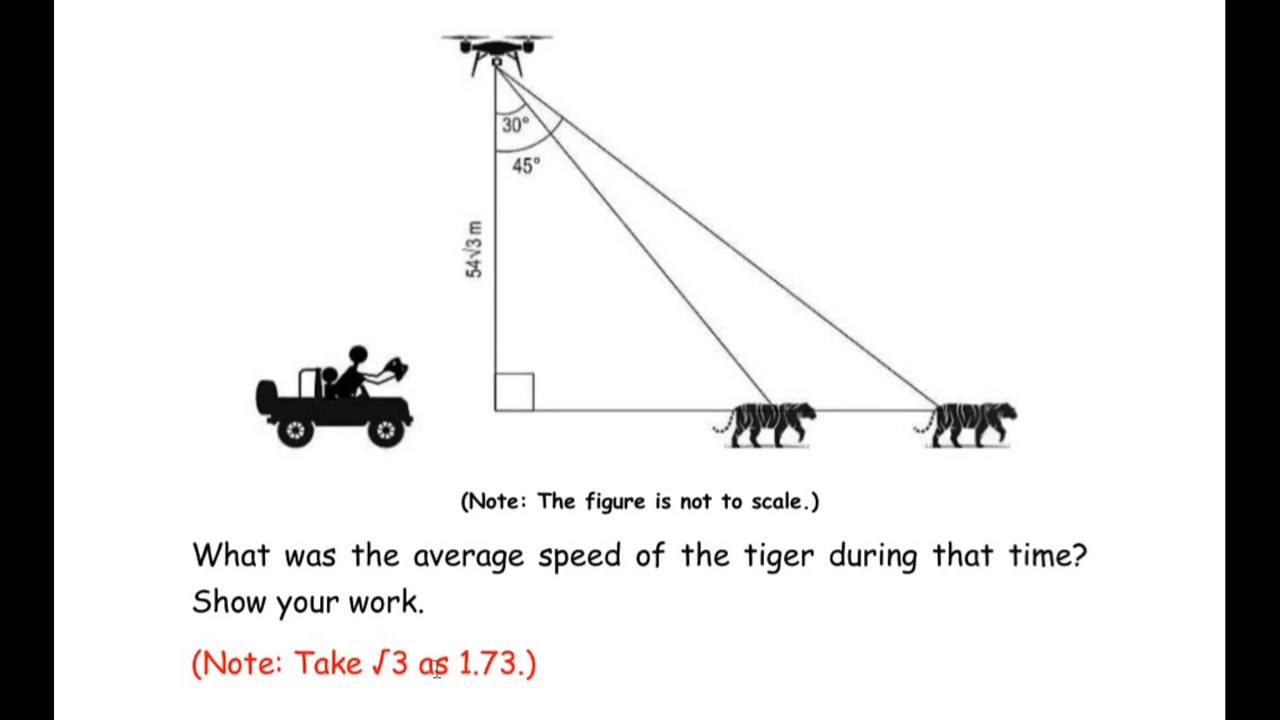 30°
45°
54√3 m
(Note: The figure is not to scale.)
What was the average speed of the tiger during that time?
Show your work.
(Note: Take √3 as 1.73.)